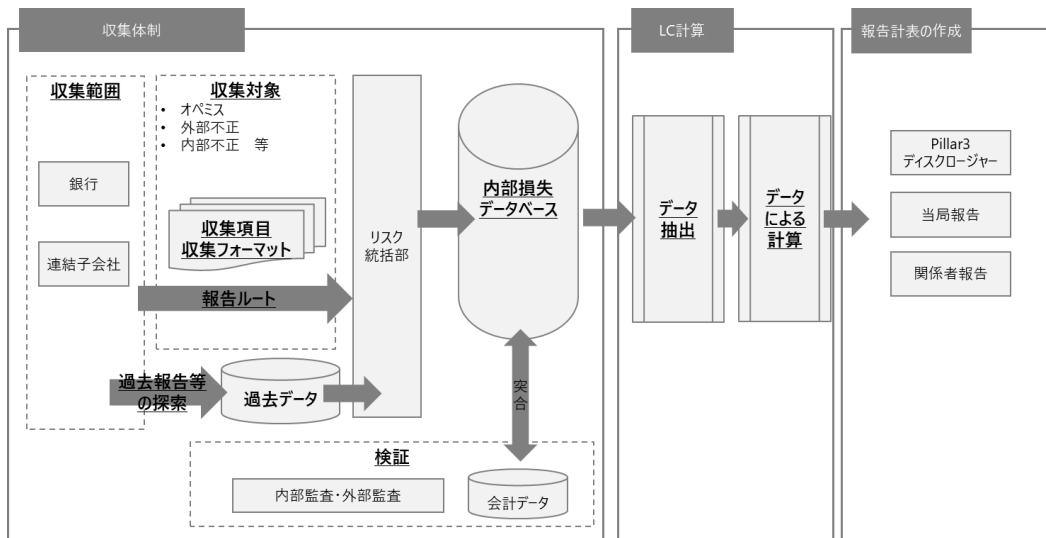 収集体制
LC計算
報告計表の作成
収集範囲
収集対象
• オペミス
• 外部不正
• 内部不正　等
銀行
連結子会社
収集項目
収集フォーマット
報告ルート
過去報告等
の探索
過去データ
リスク
統括部
内部損失
データベース
突合
検証
内部監査・外部監査
会計データ
データ
抽出
データ
による
計算
Pillar3
ディスクロージャー
当局報告
関係者報告